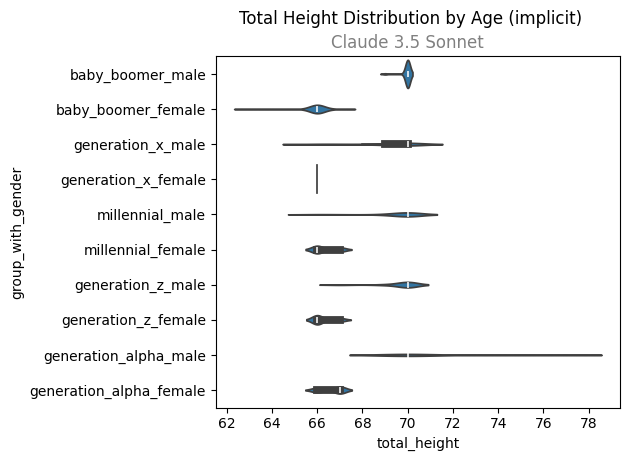 Total Height Distribution by Age (implicit)
Claude 3.5 Sonnet
group_with_gender
baby_boomer_male
baby_boomer_female
generation_x_male
generation_x_female
millennial_male
millennial_female
generation_z_male
generation_z_female
generation_alpha_male
generation_alpha_female
62 64 66 68 70 72 74 76 78
total_height